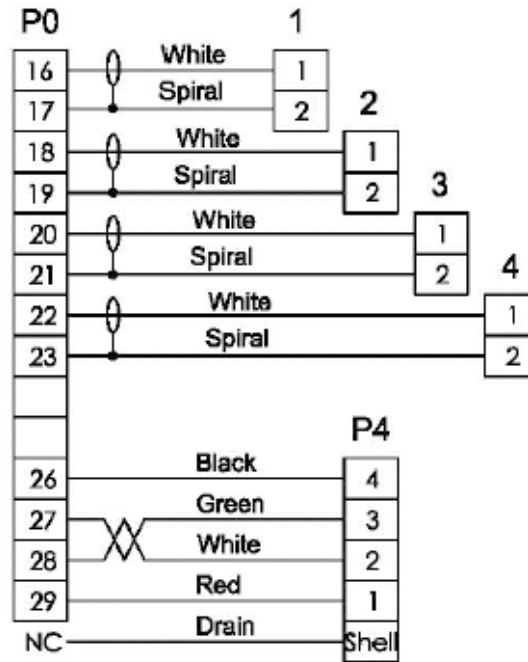 P0 1
16 White 1
17 Spiral 2
2
18 White 1
19 Spiral 2
3
20 White 1
21 Spiral 2
4
22 White 1
23 Spiral 2
P4
26 Black 4
27 Green 3
28 White 2
29 Red 1
NC Drain Shell